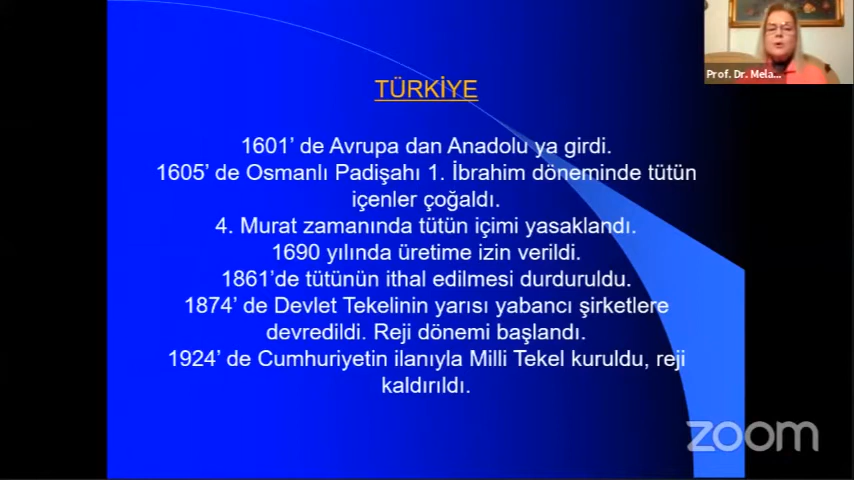 TÜRKİYE
1601' de Avrupa dan Anadolu ya girdi.
1605' de Osmanlı Padişahı 1. İbrahim döneminde tütün
içenler çoğaldı.
4. Murat zamanında tütün içimi yasaklandı.
1690 yılında üretime izin verildi.
1861'de tütünün ithal edilmesi durduruldu.
1874' de Devlet Tekelinin yarısı yabancı şirketlere
devredildi. Reji dönemi başlandı.
1924' de Cumhuriyetin ilanıyla Milli Tekel kuruldu, reji
kaldırıldı.
Prof. Dr. Mela...
zoom